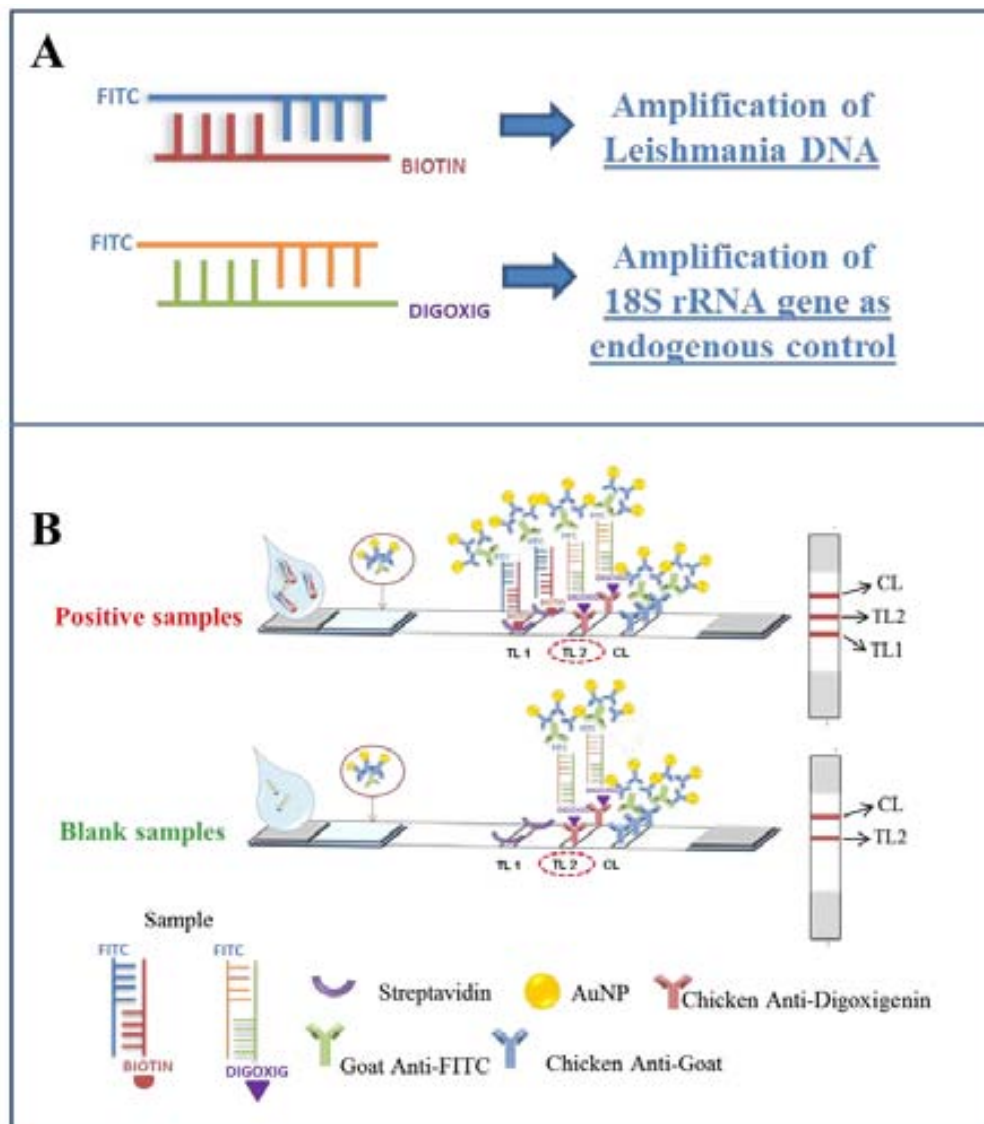 A
FITC
BIOTIN
Amplification of
Leishmania DNA
FITC
DIGOXIG
Amplification of
18S rRNA gene as
endogenous control
B
Positive samples
TL 1
TL 2
CL
CL
TL2
TL1
Blank samples
TL 1
TL 2
CL
CL
TL2
Sample
FITC
BIOTIN
FITC
DIGOXIG
Streptavidin
AuNP
Chicken Anti-Digoxigenin
Goat Anti-FITC
Chicken Anti-Goat